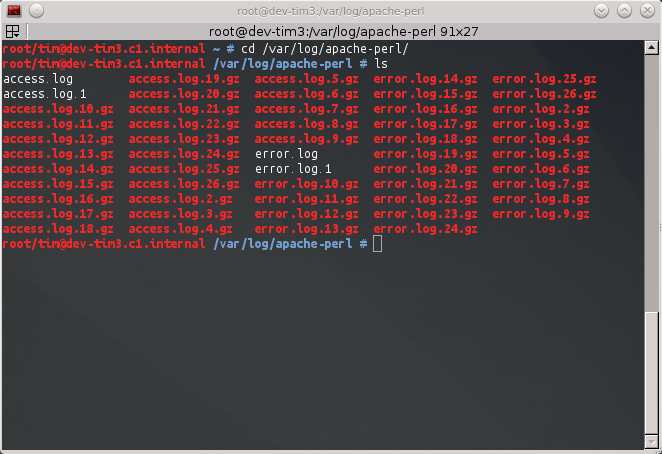 root@dev-tim3:/var/log/apache-perl
root@dev-tim3:/var/log/apache-perl 91x27
root/tim@dev-tim3.c1.internal ~ # cd /var/log/apache-perl/
root/tim@dev-tim3.c1.internal /var/log/apache-perl # ls
access.log access.log.19.gz access.log.5.gz error.log.14.gz error.log.25.gz
access.log.1 access.log.20.gz access.log.6.gz error.log.15.gz error.log.26.gz
access.log.10.gz access.log.21.gz access.log.7.gz error.log.16.gz error.log.2.gz
access.log.11.gz access.log.22.gz access.log.8.gz error.log.17.gz error.log.3.gz
access.log.12.gz access.log.23.gz access.log.9.gz error.log.18.gz error.log.4.gz
access.log.13.gz access.log.24.gz error.log error.log.19.gz error.log.5.gz
access.log.14.gz access.log.25.gz error.log.1 error.log.20.gz error.log.6.gz
access.log.15.gz access.log.26.gz error.log.10.gz error.log.21.gz error.log.7.gz
access.log.16.gz access.log.2.gz error.log.11.gz error.log.22.gz error.log.8.gz
access.log.17.gz access.log.3.gz error.log.12.gz error.log.23.gz error.log.9.gz
access.log.18.gz access.log.4.gz error.log.13.gz error.log.24.gz
root/tim@dev-tim3.c1.internal /var/log/apache-perl #